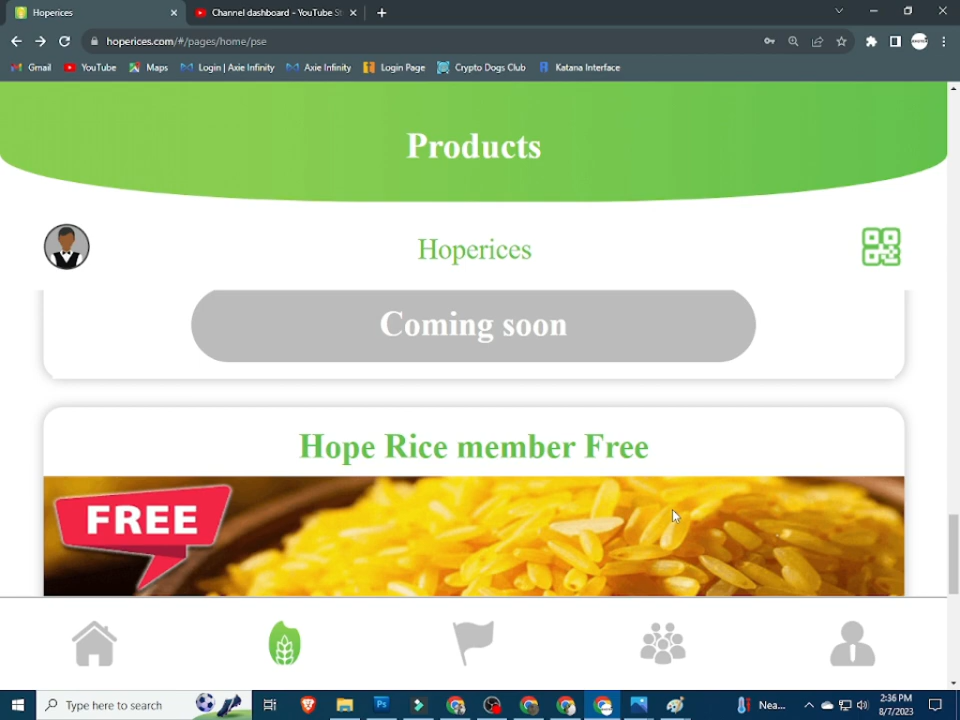 Hoperices
Channel dashboard - YouTube St
hoperices.com/#/pages/home/pse
Gmail
YouTube
Maps
Login | Axie Infinity
Axie Infinity
Login Page
Crypto Dogs Club
Katana Interface
Products
Hoperices
Coming soon
Hope Rice member Free
FREE
Type here to search
Ps
Nea...
2:36 PM
8/7/2023